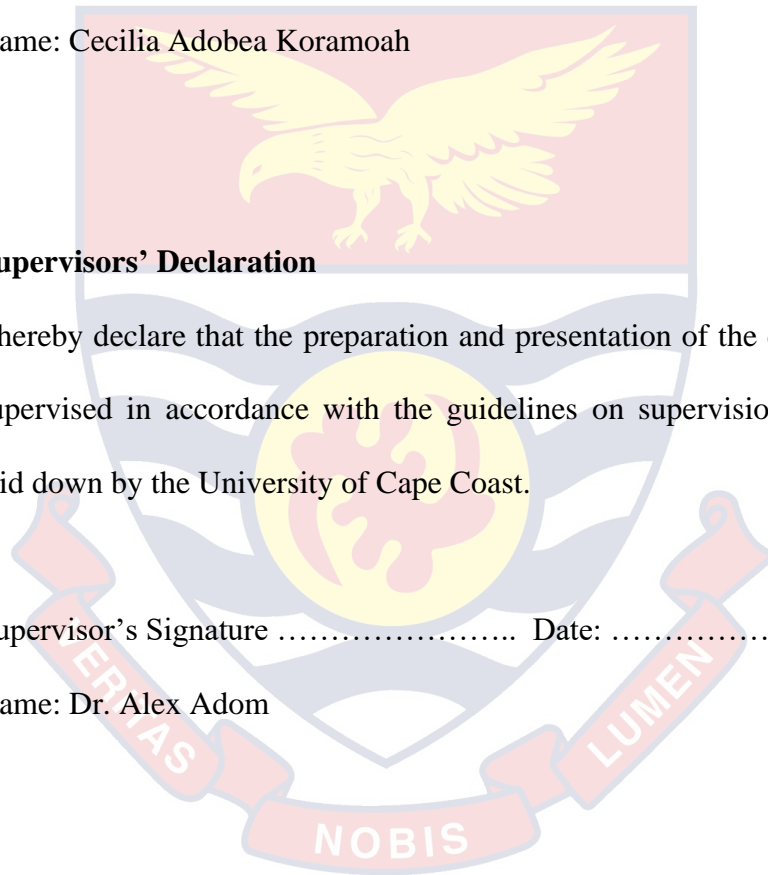 ame: Cecilia Adobea Koramoah
upervisors’ Declaration
hereby declare that the preparation and presentation of the
upervised in accordance with the guidelines on supervisio
id down by the University of Cape Coast.
upervisor’s Signature ………………….. Date: ……………
ame: Dr. Alex Adom
VERITAS
NOBIS
LUMEN